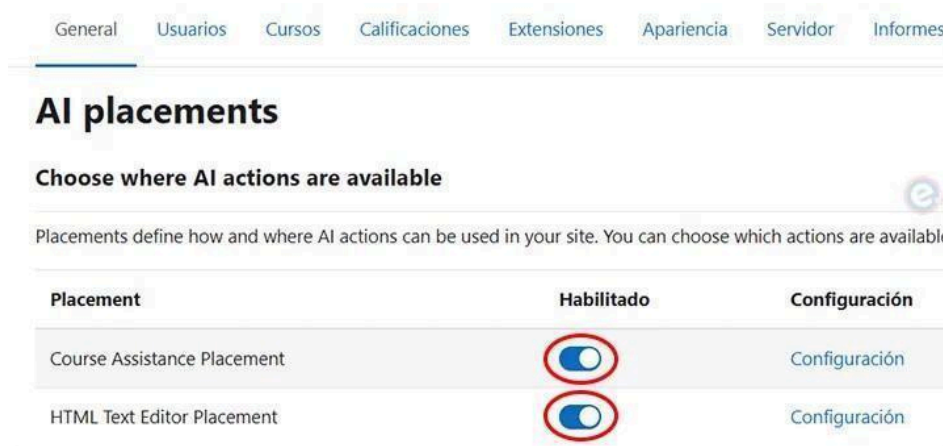 General Usuarios Cursos Calificaciones Extensiones Apariencia Servidor Informes
AI placements
Choose where AI actions are available
e
Placements define how and where AI actions can be used in your site. You can choose which actions are available
Placement Habilitado Configuración
Course Assistance Placement Configuración
HTML Text Editor Placement Configuración